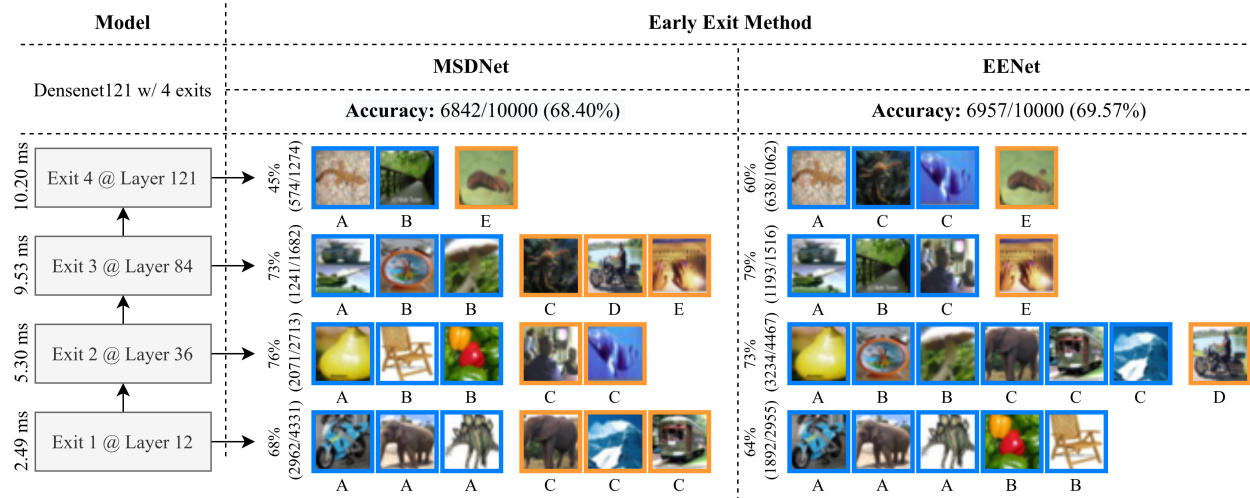 Model
Early Exit Method
Densenet121 w/ 4 exits
MSDNet
EENet
Accuracy: 6842/10000 (68.40%)
Accuracy: 6957/10000 (69.57%)
10.20 ms
Exit 4 @ Layer 121
45%
(574/1274)
A B E
60%
(638/1062)
A C C E
9.53 ms
Exit 3 @ Layer 84
73%
(1241/1682)
A B B C D E
79%
(1193/1516)
A B C E
5.30 ms
Exit 2 @ Layer 36
76%
(2071/2713)
A B B C C
73%
(3234/4467)
A B B C C C D
2.49 ms
Exit 1 @ Layer 12
68%
(2962/4331)
A A A C C C
64%
(1892/2955)
A A A B B